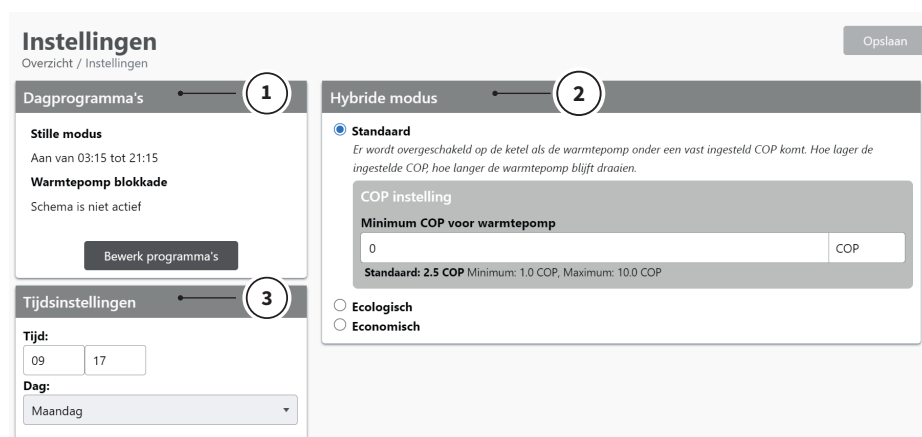 Instellingen
Overzicht / Instellingen
Opslaan
Dagprogramma's
1
Stille modus
Aan van 03:15 tot 21:15
Warmtepomp blokkade
Schema is niet actief
Bewerk programma's
Hybride modus
2
Standaard
Er wordt overgeschakeld op de ketel als de warmtepomp onder een vast ingesteld COP komt. Hoe lager de
ingestelde COP, hoe langer de warmtepomp blijft draaien.
COP instelling
Minimum COP voor warmtepomp
0
COP
Standaard: 2.5 COP Minimum: 1.0 COP, Maximum: 10.0 COP
Ecologisch
Economisch
Tijdsinstellingen
3
Tijd:
09
17
Dag:
Maandag